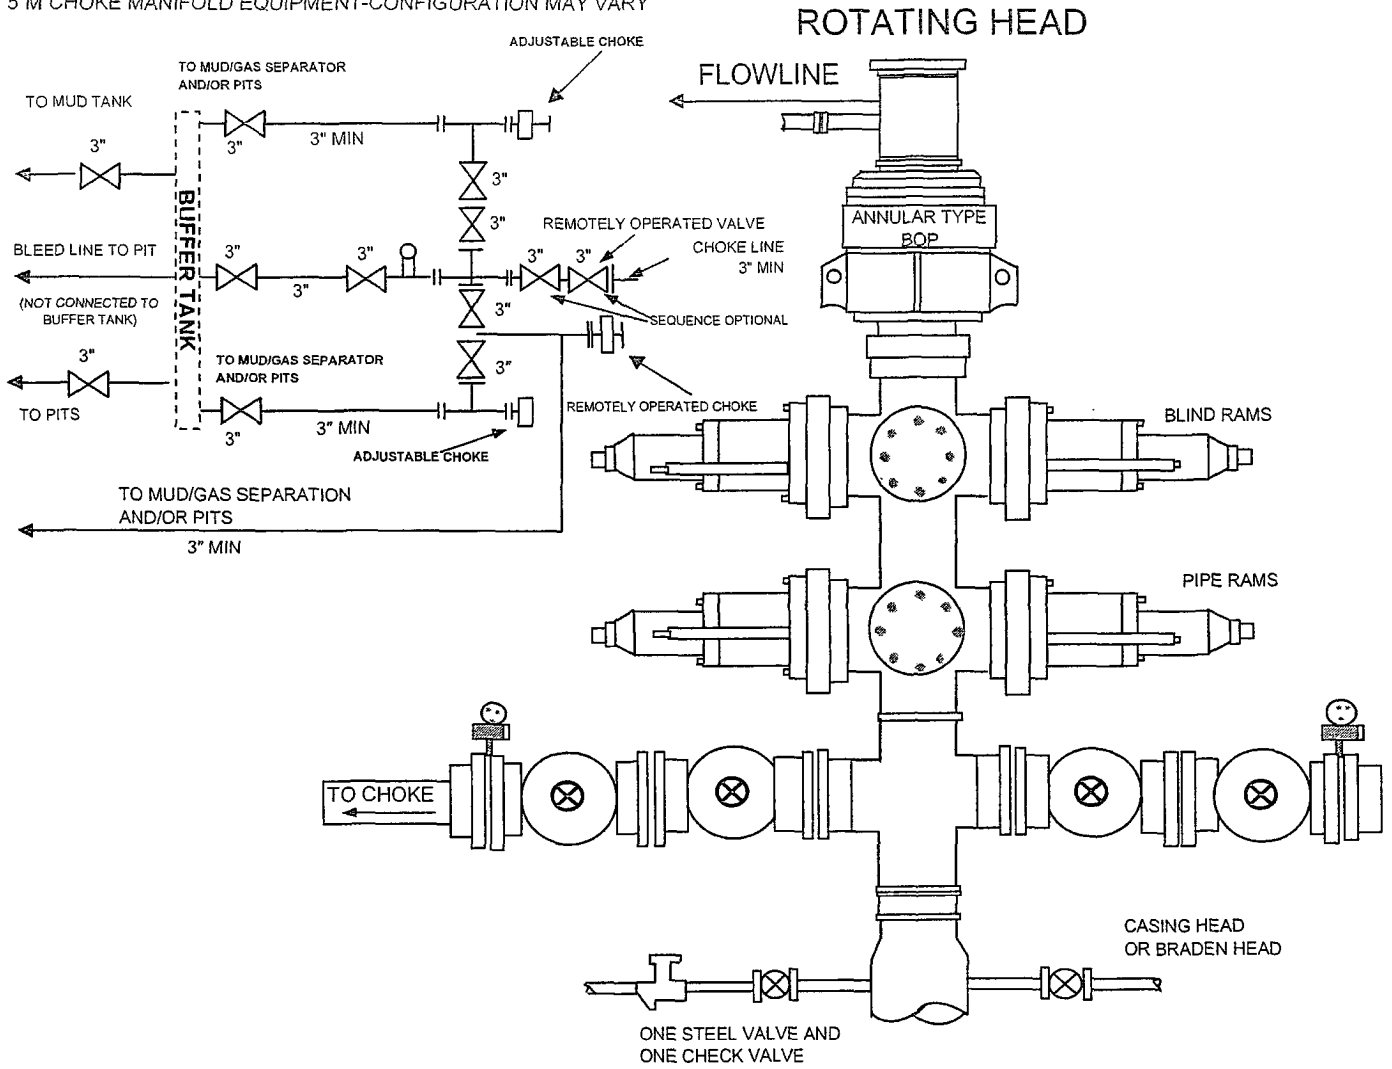 5 M CHOKE MANIFOLD EQUIPMENT-CONFIGURATION MAY VARY
ROTATING HEAD
ADJUSTABLE CHOKE
FLOWLINE
TO MUD/GAS SEPARATOR
AND/OR PITS
TO MUD TANK
3"
3"
3" MIN
3"
3"
BUFFER TANK
ANNULAR TYPE
BOP
REMOTELY OPERATED VALVE
CHOKE LINE
3" MIN
BLEED LINE TO PIT
3"
3"
3"
3"
3"
(NOT CONNECTED TO
BUFFER TANK)
3"
SEQUENCE OPTIONAL
3"
TO MUD/GAS SEPARATOR
AND/OR PITS
3"
TO PITS
3"
3" MIN
REMOTELY OPERATED CHOKE
ADJUSTABLE CHOKE
BLIND RAMS
TO MUD/GAS SEPARATION
AND/OR PITS
3" MIN
PIPE RAMS
TO CHOKE
CASING HEAD
OR BRADEN HEAD
ONE STEEL VALVE AND
ONE CHECK VALVE